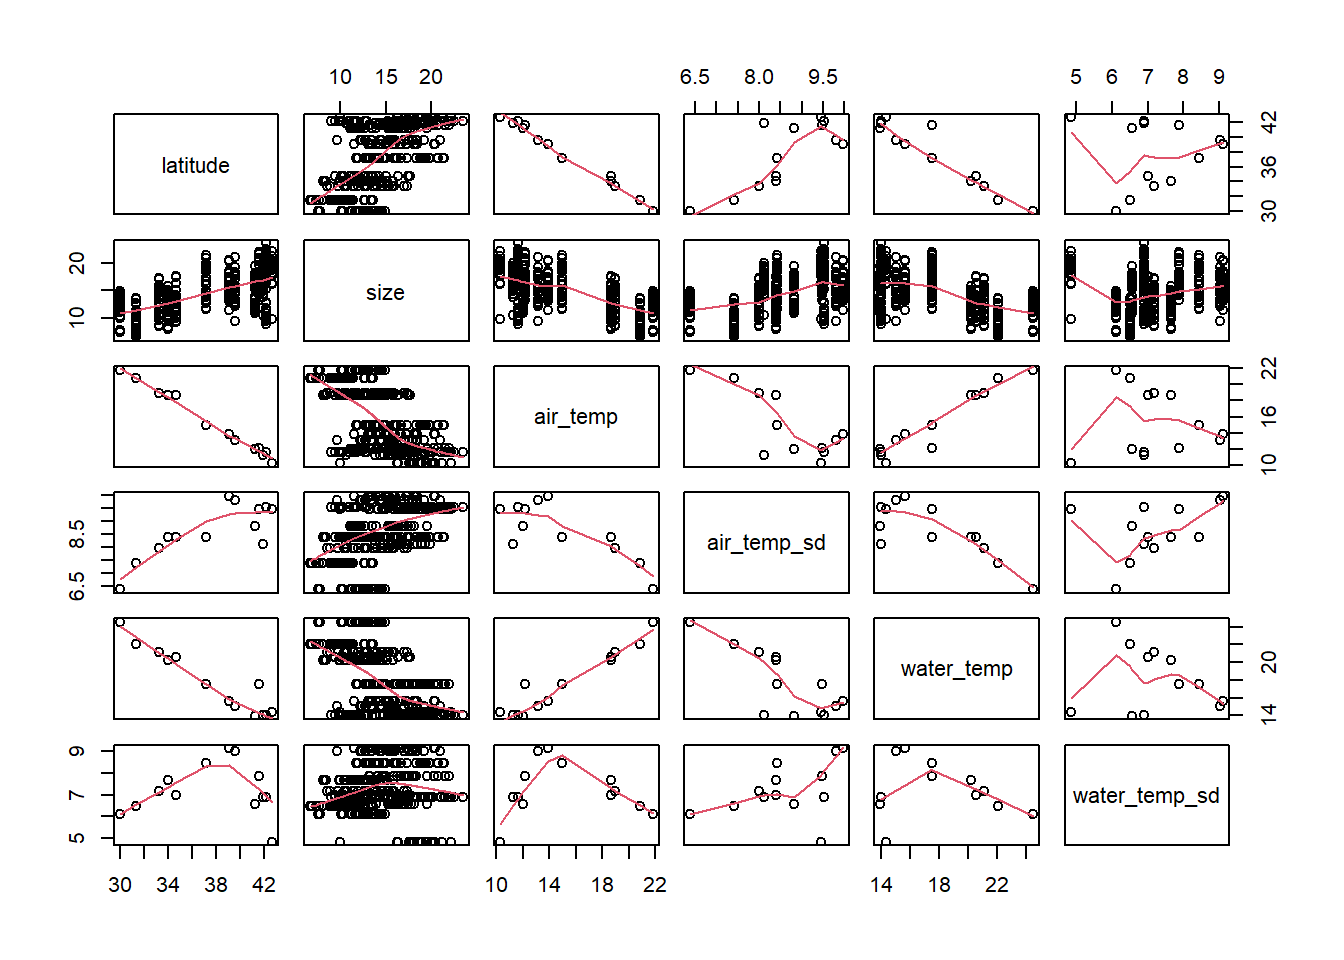 10 15 20
6.5 8.0 9.5
5 6 7 8 9
latitude
30 36 42
10 20
size
air_temp
10 16 22
6.5 8.5
air_temp_sd
water_temp
14 20
5 7 9
water_temp_sd
30 34 38 42
10 14 18 22
14 18 22